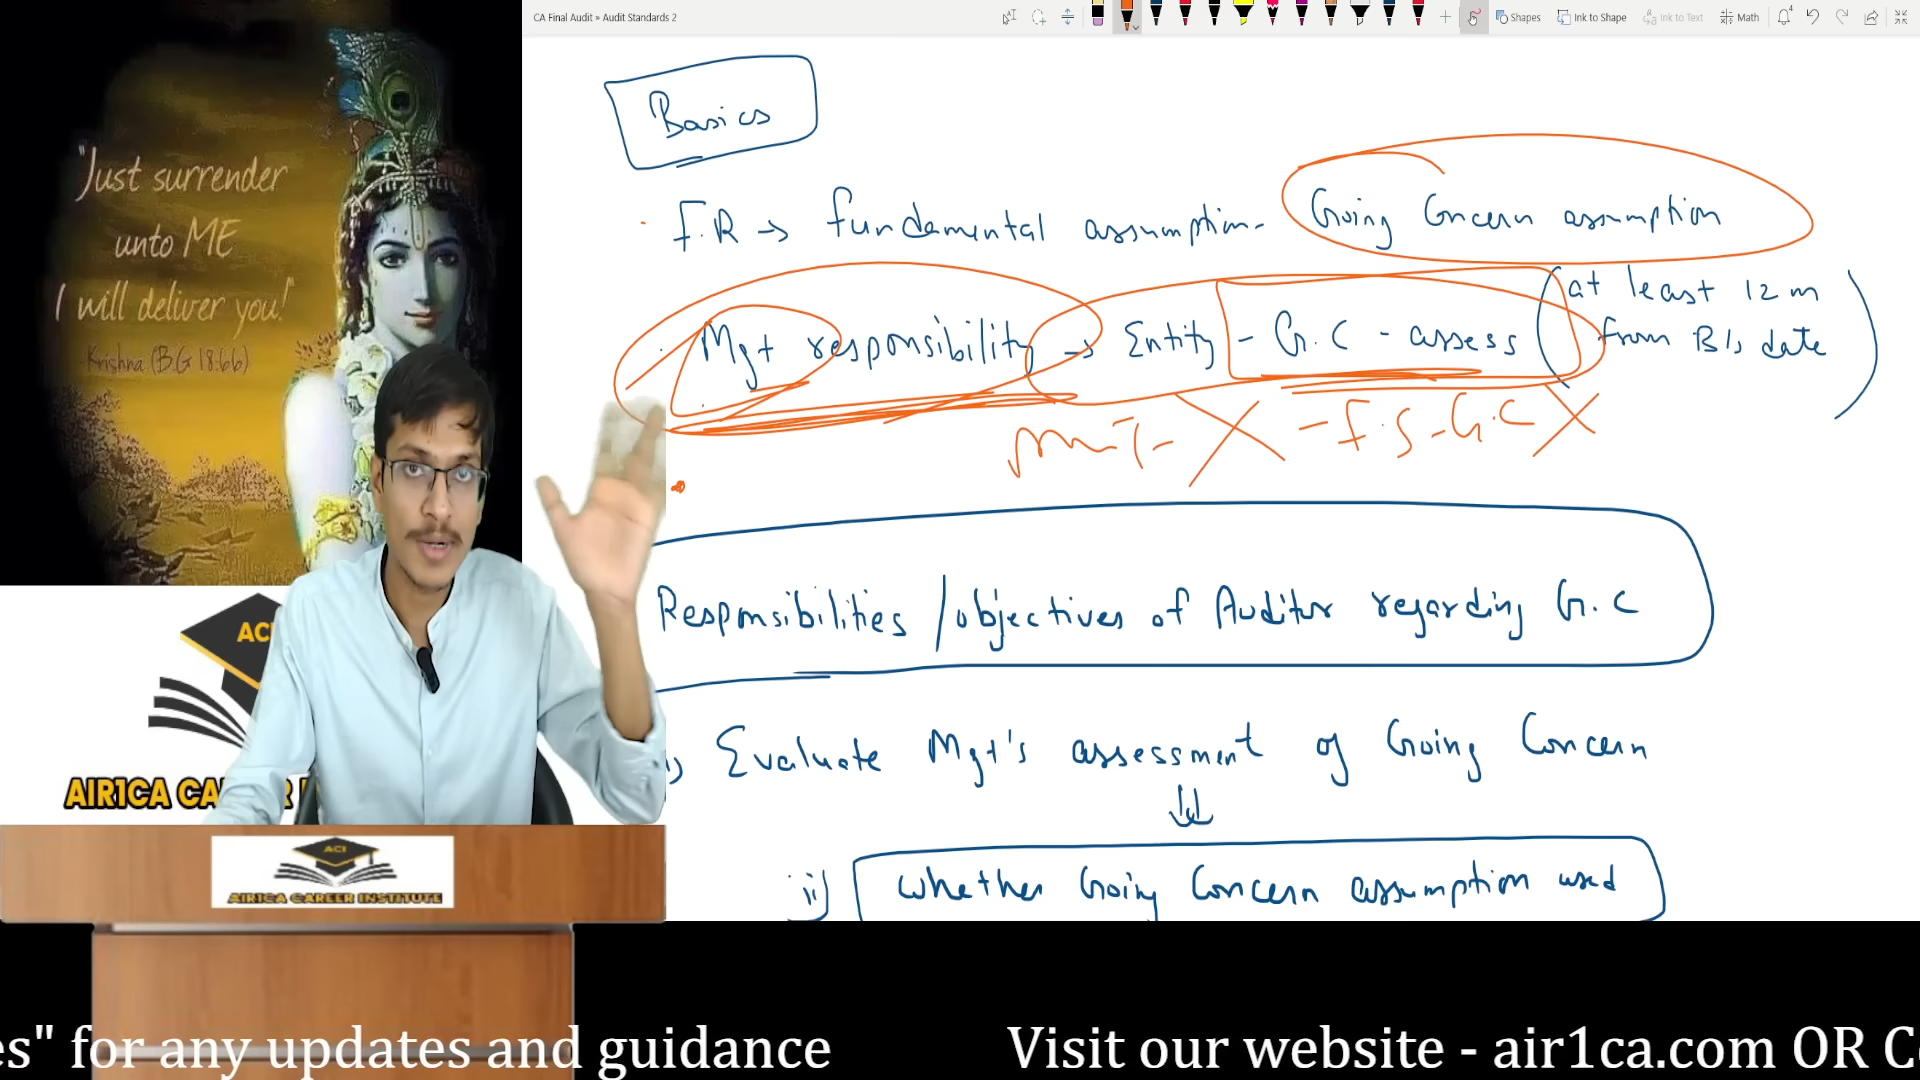 CA Final Audit » Audit Standards 2
Shapes
Ink to Shape
Ink to Text
Math
"Just surrender
unto ME
I will deliver you!"
- Krishna (B.G 18.66)
Basics
F.R → fundamental assumption - Going Concern assumption
Mgt responsibility → Entity - G.C - assess (at least 12 m
from B/s date)
X - F.S - G.C X
Responsibilities / objectives of Auditor regarding G.C
i) Evaluate Mgt's assessment of Going Concern
ii) whether Going Concern assumption used
ACI
AIR1CA CA
ACI
AIR1CA CAREER INSTITUTE
es" for any updates and guidance
Visit our website - air1ca.com OR C